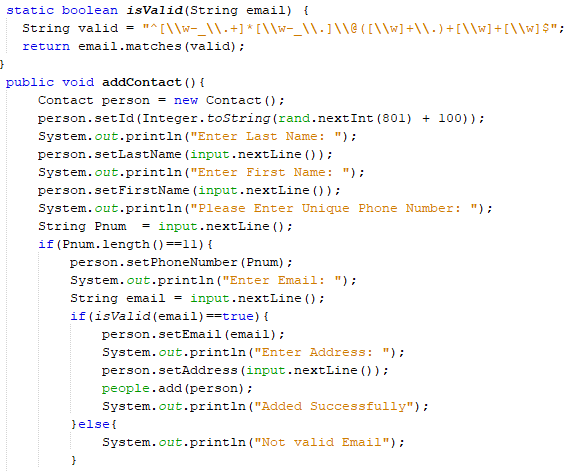 static boolean isValid(String email) {
String valid = "^[\\w-_\\.+]*[\\w-_\\.]\\@([\\w]+\\.)+[\\w]+[\\w]$";
return email.matches(valid);
}
public void addContact(){
Contact person = new Contact();
person.setId(Integer.toString(rand.nextInt(801) + 100));
System.out.println("Enter Last Name: ");
person.setLastName(input.nextLine());
System.out.println("Enter First Name: ");
person.setFirstName(input.nextLine());
System.out.println("Please Enter Unique Phone Number: ");
String Pnum  = input.nextLine();
if(Pnum.length()==11){
person.setPhoneNumber(Pnum);
System.out.println("Enter Email: ");
String email = input.nextLine();
if(isValid(email)==true){
person.setEmail(email);
System.out.println("Enter Address: ");
person.setAddress(input.nextLine());
people.add(person);
System.out.println("Added Successfully");
}else{
System.out.println("Not valid Email");
}